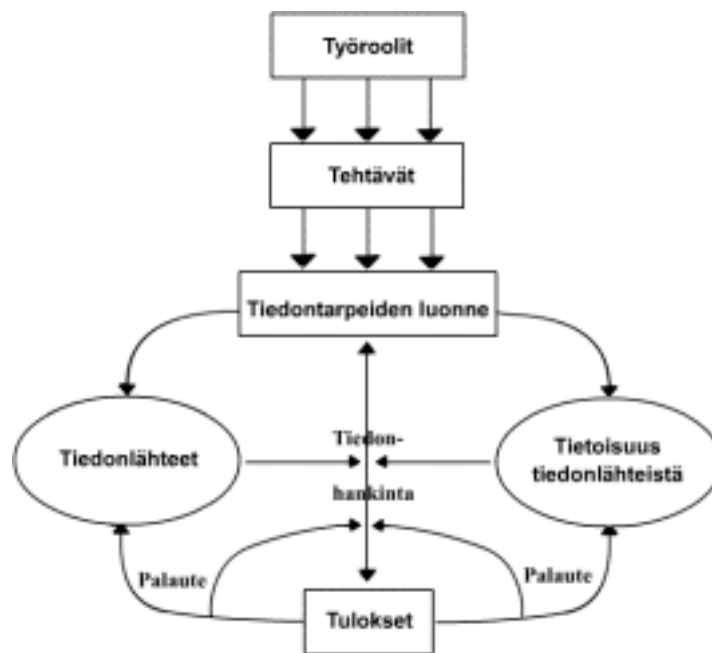 Työroolit
Tehtävät
Tiedontarpeiden luonne
Tiedonlähteet
Tiedon-
hankinta
Tietoisuus
tiedonlähteistä
Palaute
Palaute
Tulokset